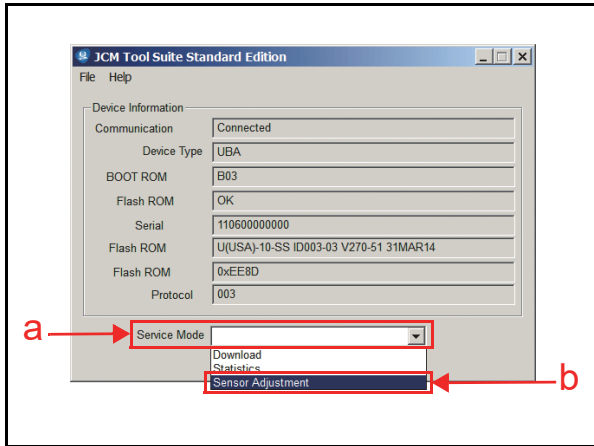 JCM Tool Suite Standard Edition
File Help
Device Information
Communication Connected
Device Type UBA
BOOT ROM B03
Flash ROM OK
Serial 110600000000
Flash ROM U(USA)-10-SS ID003-03 V270-51 31MAR14
Flash ROM 0xEE8D
Protocol 003
a Service Mode
Download
Statistics
Sensor Adjustment b